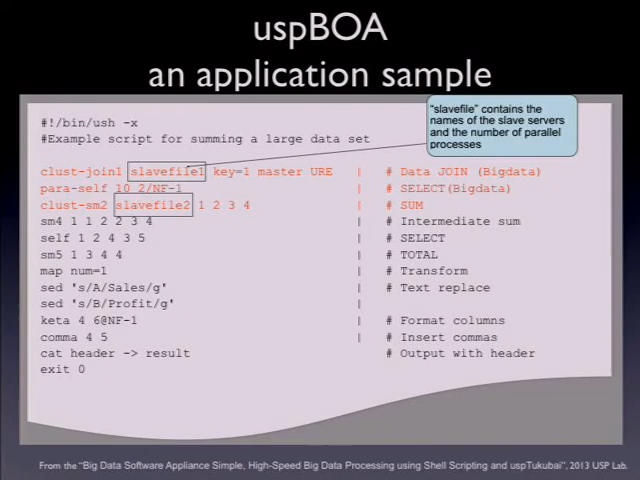 uspBOA
an application sample
"slavefile" contains the
names of the slave servers
and the number of parallel
processes
#!/bin/ush -x
#Example script for summing a large data set
clust-join1 slavefile1 key=1 master URE | # Data JOIN (Bigdata)
para-self 10 2/NF-1 | # SELECT(Bigdata)
clust-sm2 slavefile2 1 2 3 4 | # SUM
sm4 1 1 2 2 3 4 | # Intermediate sum
self 1 2 4 3 5 | # SELECT
sm5 1 3 4 4 | # TOTAL
map num=1 | # Transform
sed 's/A/Sales/g' | # Text replace
sed 's/B/Profit/g' |
keta 4 6@NF-1 | # Format columns
comma 4 5 | # Insert commas
cat header -> result # Output with header
exit 0
From the "Big Data Software Appliance Simple, High-Speed Big Data Processing using Shell Scripting and uspTukubai", 2013 USP Lab.